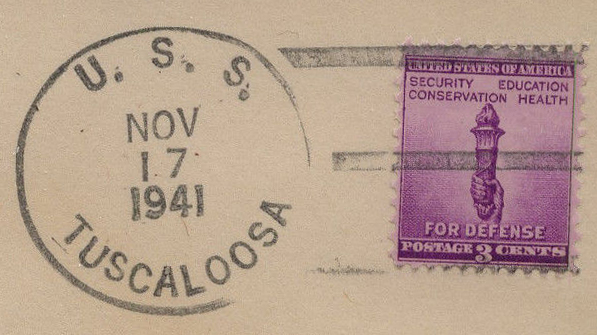 U. S. S.
NOV
17
1941
TUSCALOOSA
UNITED STATES OF AMERICA
SECURITY EDUCATION
CONSERVATION HEALTH
FOR DEFENSE
POSTAGE 3 CENTS